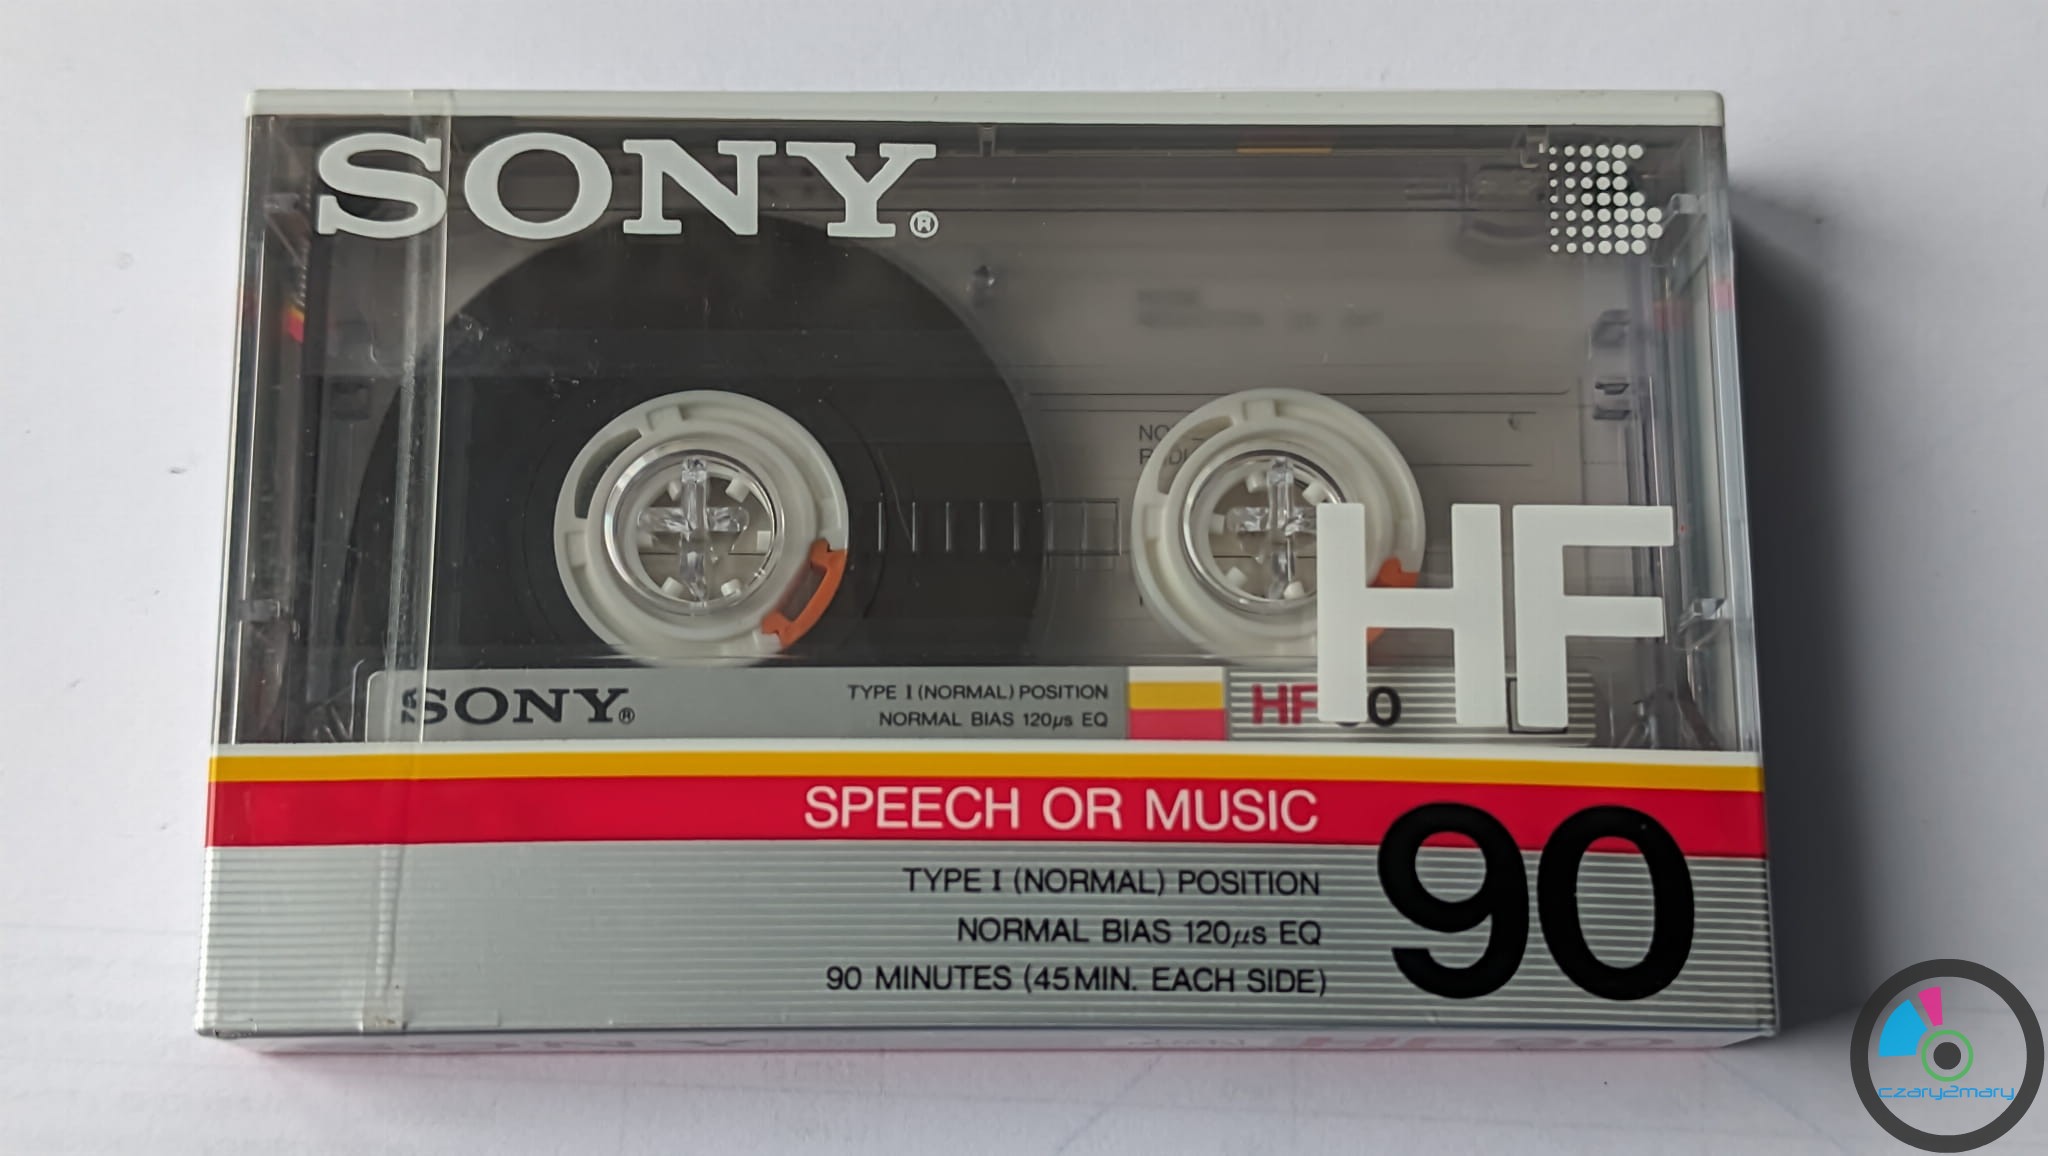 SONY®
HF
SONY®
TYPE I (NORMAL) POSITION
NORMAL BIAS 120µs EQ
HF
SPEECH OR MUSIC
90
TYPE I (NORMAL) POSITION
NORMAL BIAS 120µs EQ
90 MINUTES (45MIN. EACH SIDE)
czary2mary